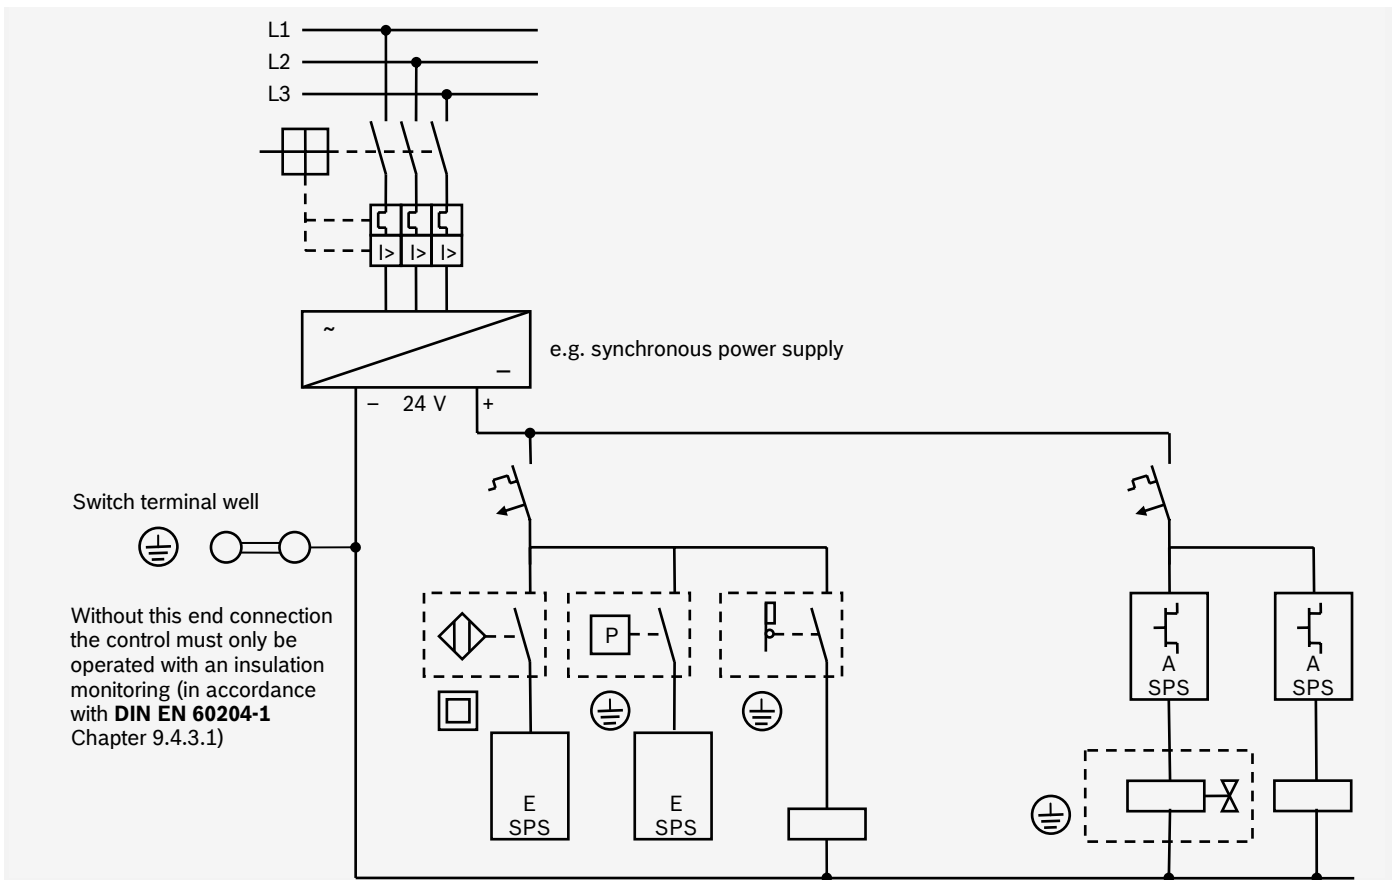 L1
L2
L3
I> I> I>
~
–
e.g. synchronous power supply
– 24 V +
Switch terminal well
Without this end connection
the control must only be
operated with an insulation
monitoring (in accordance
with DIN EN 60204-1
Chapter 9.4.3.1)
P
A
SPS
A
SPS
E
SPS
E
SPS